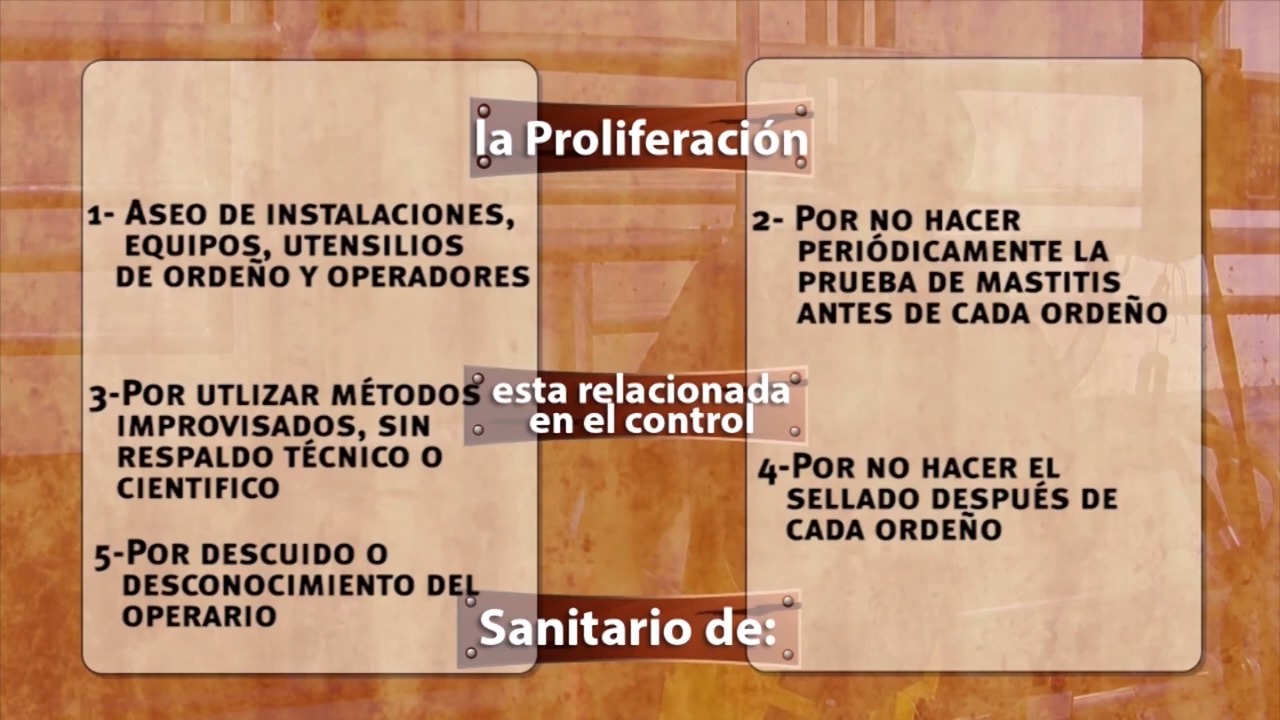 la Proliferación
esta relacionada
en el control
Sanitario de:
1- ASEO DE INSTALACIONES,
EQUIPOS, UTENSILIOS
DE ORDEÑO Y OPERADORES
2- POR NO HACER
PERIÓDICAMENTE LA
PRUEBA DE MASTITIS
ANTES DE CADA ORDEÑO
3-POR UTLIZAR MÉTODOS
IMPROVISADOS, SIN
RESPALDO TÉCNICO O
CIENTIFICO
4-POR NO HACER EL
SELLADO DESPUÉS DE
CADA ORDEÑO
5-POR DESCUIDO O
DESCONOCIMIENTO DEL
OPERARIO